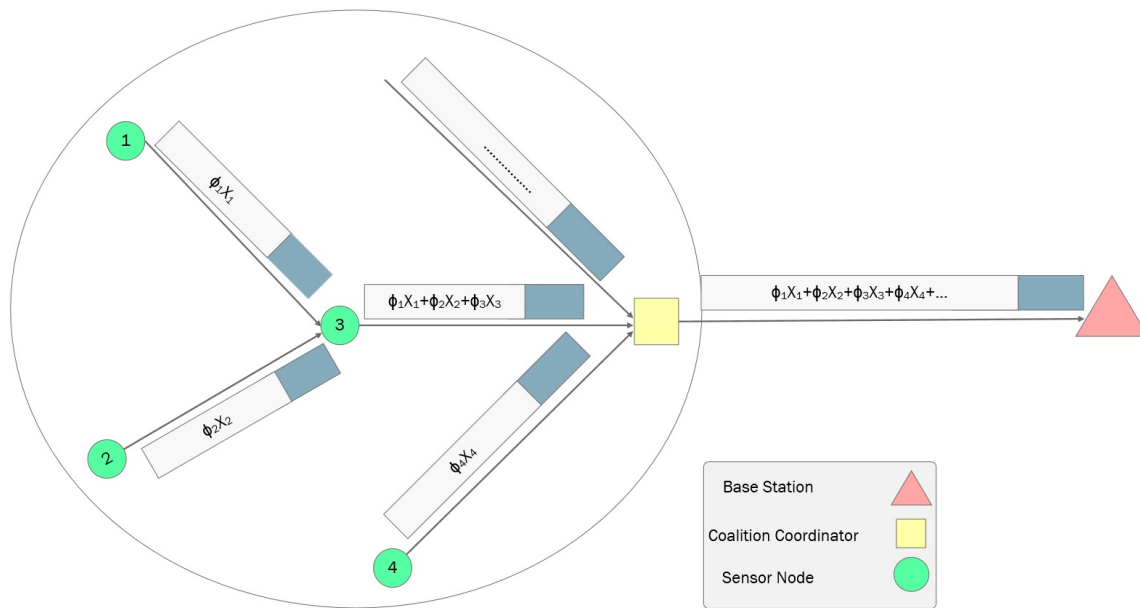 1
ϕ₁X₁
............
ϕ₁X₁+ϕ₂X₂+ϕ₃X₃
ϕ₁X₁+ϕ₂X₂+ϕ₃X₃+ϕ₄X₄+...
3
ϕ₂X₂
2
ϕ₄X₄
4
Base Station
Coalition Coordinator
Sensor Node